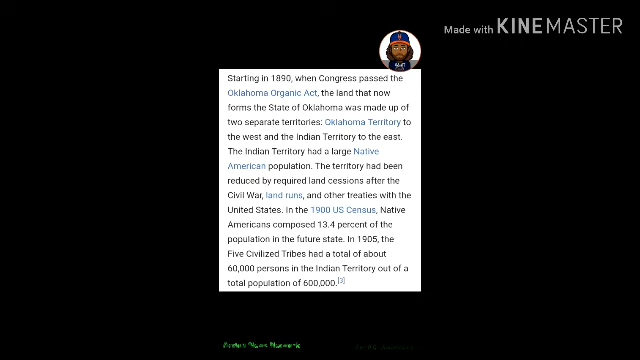 Made with KINEMASTER
Starting in 1890, when Congress passed the
Oklahoma Organic Act, the land that now
forms the State of Oklahoma was made up of
two separate territories: Oklahoma Territory to
the west and the Indian Territory to the east.
The Indian Territory had a large Native
American population. The territory had been
reduced by required land cessions after the
Civil War, land runs, and other treaties with the
United States. In the 1900 US Census, Native
Americans composed 13.4 percent of the
population in the future state. In 1905, the
Five Civilized Tribes had a total of about
60,000 persons in the Indian Territory out of a
total population of 600,000.[3]